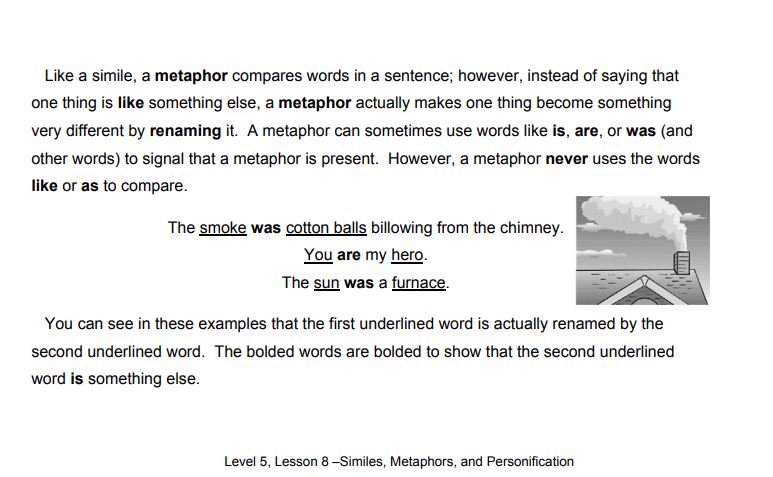 Like a simile, a metaphor compares words in a sentence; however, instead of saying that
one thing is like something else, a metaphor actually makes one thing become something
very different by renaming it. A metaphor can sometimes use words like is, are, or was (and
other words) to signal that a metaphor is present. However, a metaphor never uses the words
like or as to compare.
The smoke was cotton balls billowing from the chimney.
You are my hero.
The sun was a furnace.
You can see in these examples that the first underlined word is actually renamed by the
second underlined word. The bolded words are bolded to show that the second underlined
word is something else.
Level 5, Lesson 8 –Similes, Metaphors, and Personification